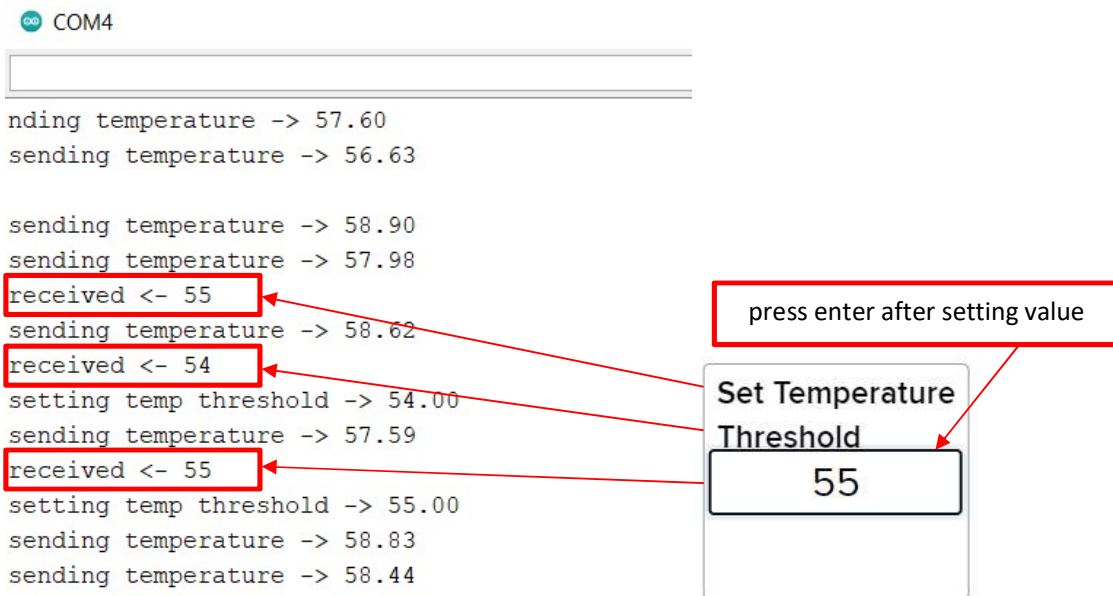 COM4
nding temperature -> 57.60
sending temperature -> 56.63
sending temperature -> 58.90
sending temperature -> 57.98
received <- 55
sending temperature -> 58.62
received <- 54
setting temp threshold -> 54.00
sending temperature -> 57.59
received <- 55
setting temp threshold -> 55.00
sending temperature -> 58.83
sending temperature -> 58.44
press enter after setting value
Set Temperature
Threshold
55